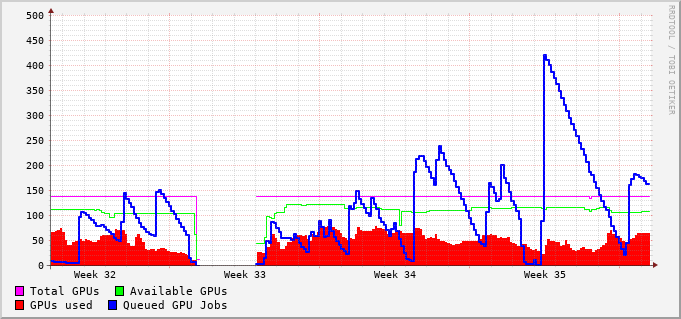 500
450
400
350
300
250
200
150
100
50
0
Week 32 Week 33 Week 34 Week 35
Total GPUs Available GPUs
GPUs used Queued GPU Jobs
RRDTOOL / TOBI OETIKER